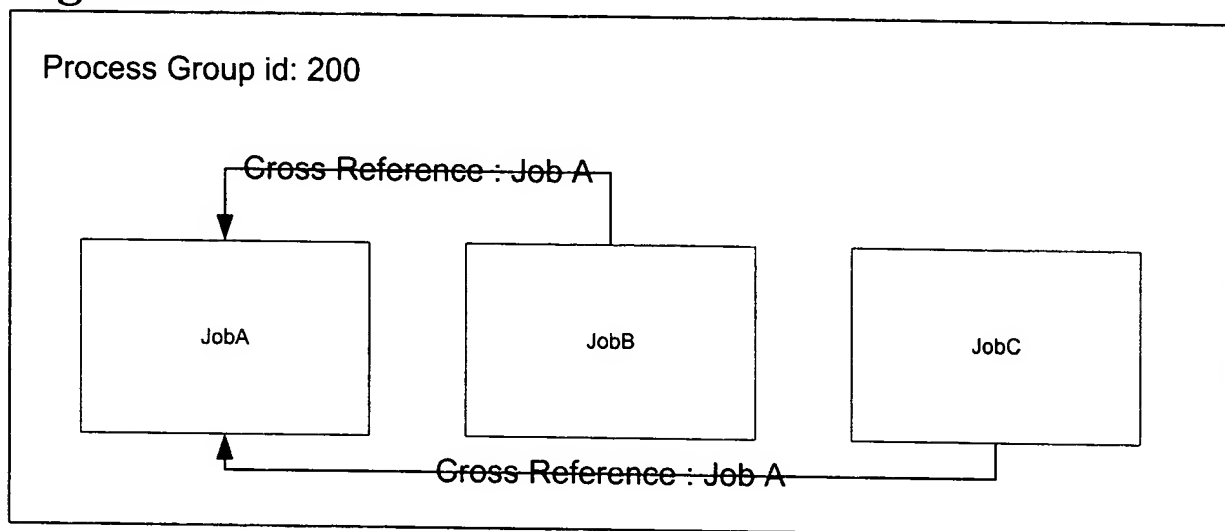 Process Group id: 200
Cross Reference : Job A
JobA
JobB
JobC
Cross Reference : Job A